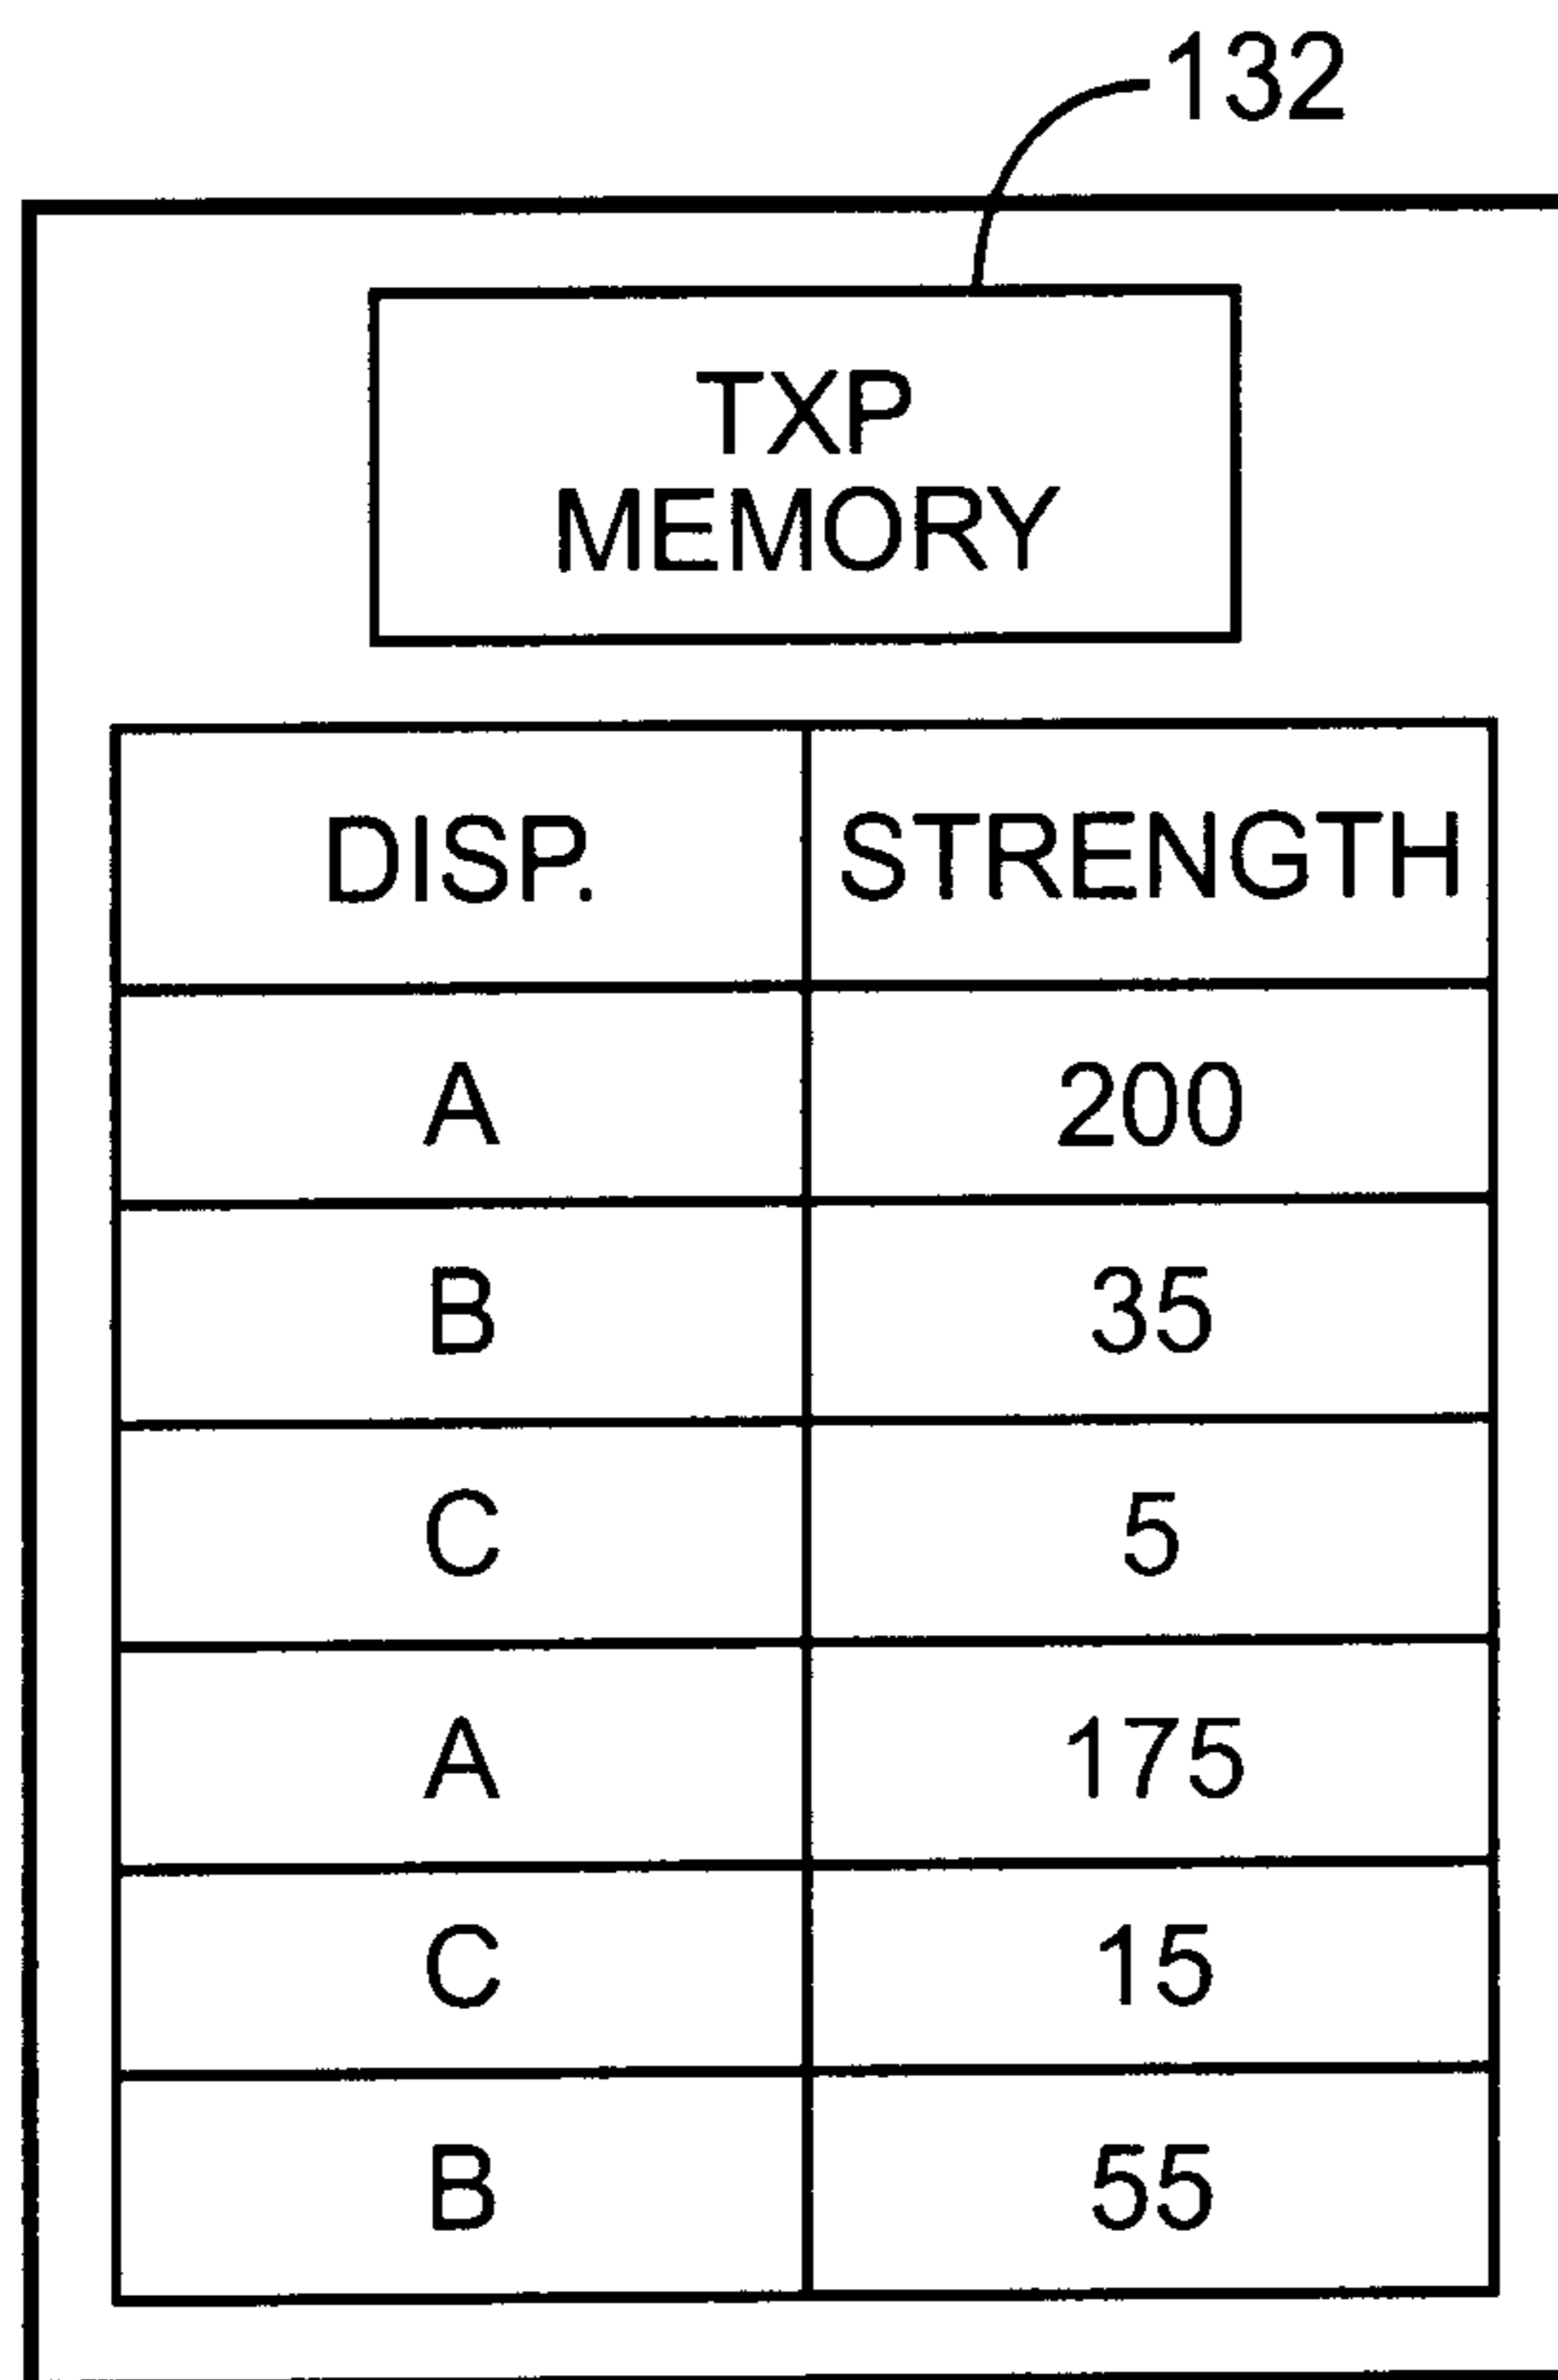 132
TXP
MEMORY
DISP. STRENGTH
A 200
B 35
C 5
A 175
C 15
B 55